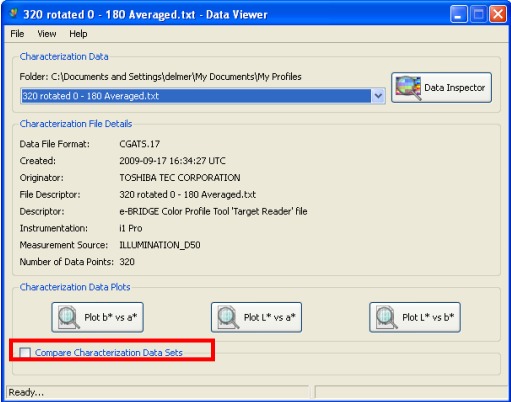 320 rotated 0 - 180 Averaged.txt - Data Viewer
File View Help
Characterization Data
Folder: C:\Documents and Settings\delmer\My Documents\My Profiles
320 rotated 0 - 180 Averaged.txt
Data Inspector
Characterization File Details
Data File Format: CGATS.17
Created: 2009-09-17 16:34:27 UTC
Originator: TOSHIBA TEC CORPORATION
File Descriptor: 320 rotated 0 - 180 Averaged.txt
Descriptor: e-BRIDGE Color Profile Tool 'Target Reader' file
Instrumentation: i1 Pro
Measurement Source: ILLUMINATION_D50
Number of Data Points: 320
Characterization Data Plots
Plot b* vs a* Plot L* vs a* Plot L* vs b*
Compare Characterization Data Sets
Ready...